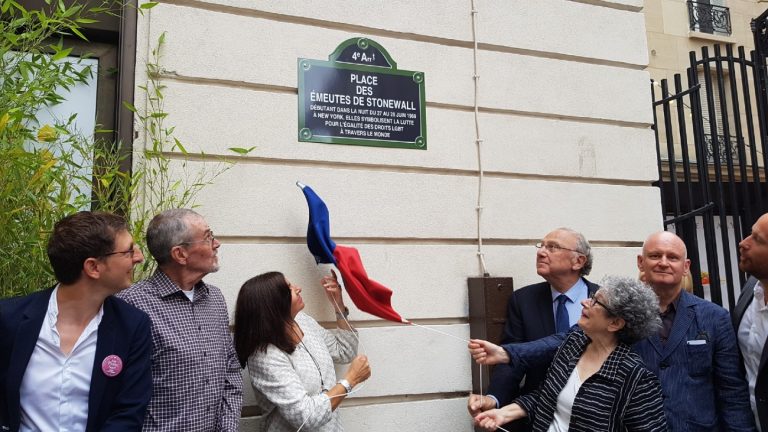 4e Arrt
PLACE
DES
ÉMEUTES DE STONEWALL
DÉBUTANT DANS LA NUIT DU 27 AU 28 JUIN 1969
À NEW YORK, ELLES SYMBOLISENT LA LUTTE
POUR L'ÉGALITÉ DES DROITS LGBT
À TRAVERS LE MONDE